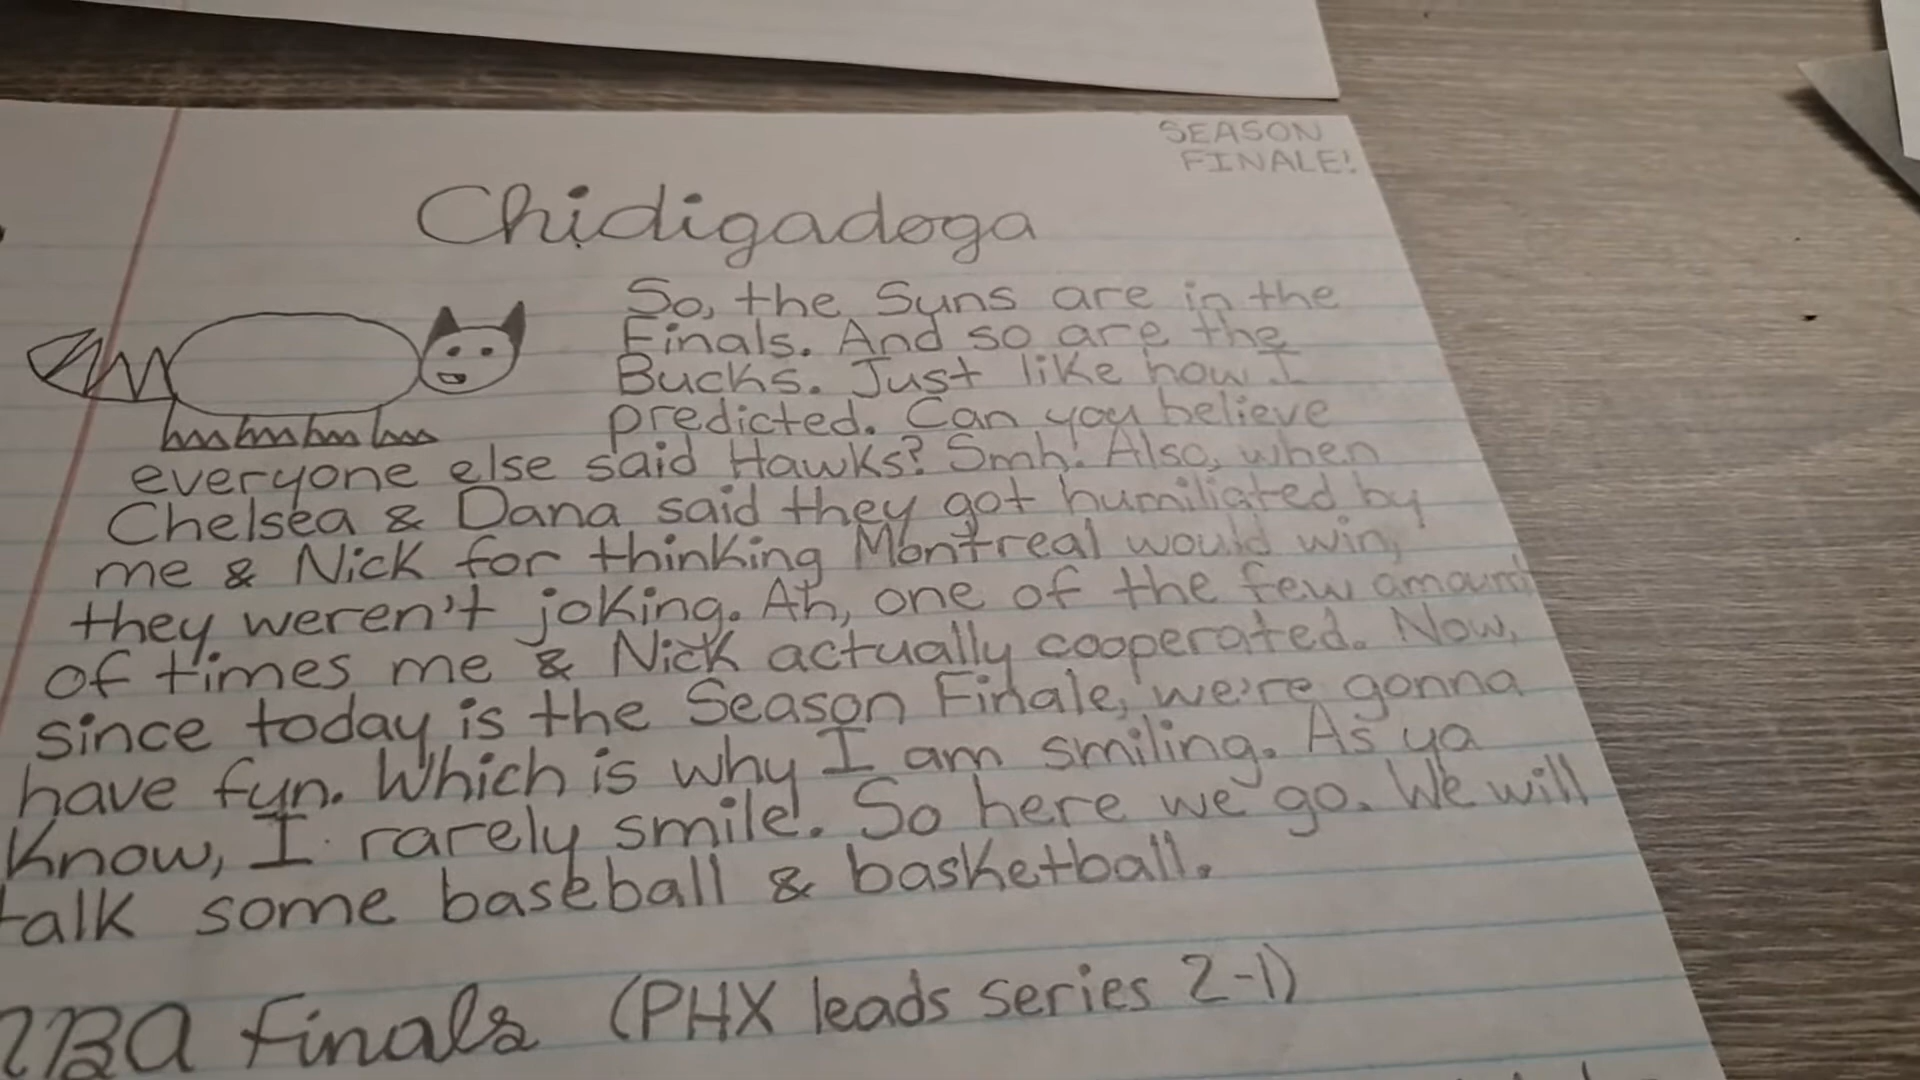 SEASON
FINALE!
Chidigadoga
So, the Suns are in the
Finals. And so are the
Bucks. Just like how I
predicted. Can you believe
everyone else said Hawks? Smh! Also, when
Chelsea & Dana said they got humiliated by
me & Nick for thinking Montreal would win,
they weren't joking. Ah, one of the few amount
of times me & Nick actually cooperated. Now,
since today is the Season Finale, we're gonna
have fun. Which is why I am smiling. As ya
know, I rarely smile. So here we go. We will
talk some baseball & basketball.
NBA Finals (PHX leads series 2-1)